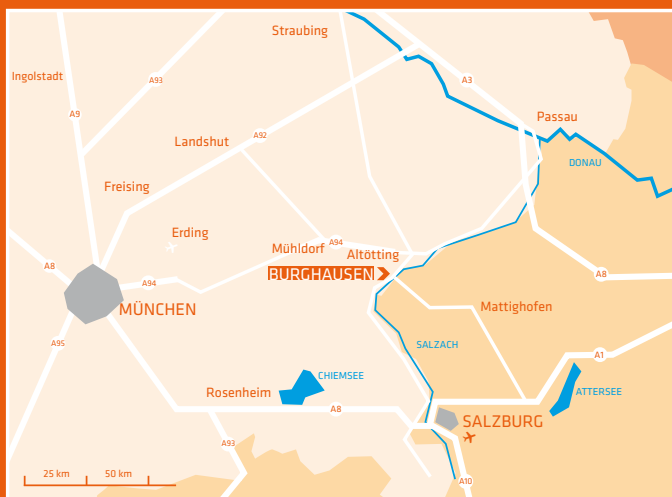 Straubing
Ingolstadt
A93
A3
A9
Passau
A92
Landshut
DONAU
Freising
Erding
Mühldorf
A94
Altötting
A8
BURGHAUSEN
A8
A94
MÜNCHEN
Mattighofen
A95
SALZACH
A1
CHIEMSEE
Rosenheim
ATTERSEE
A8
SALZBURG
A93
25 km
50 km
A10